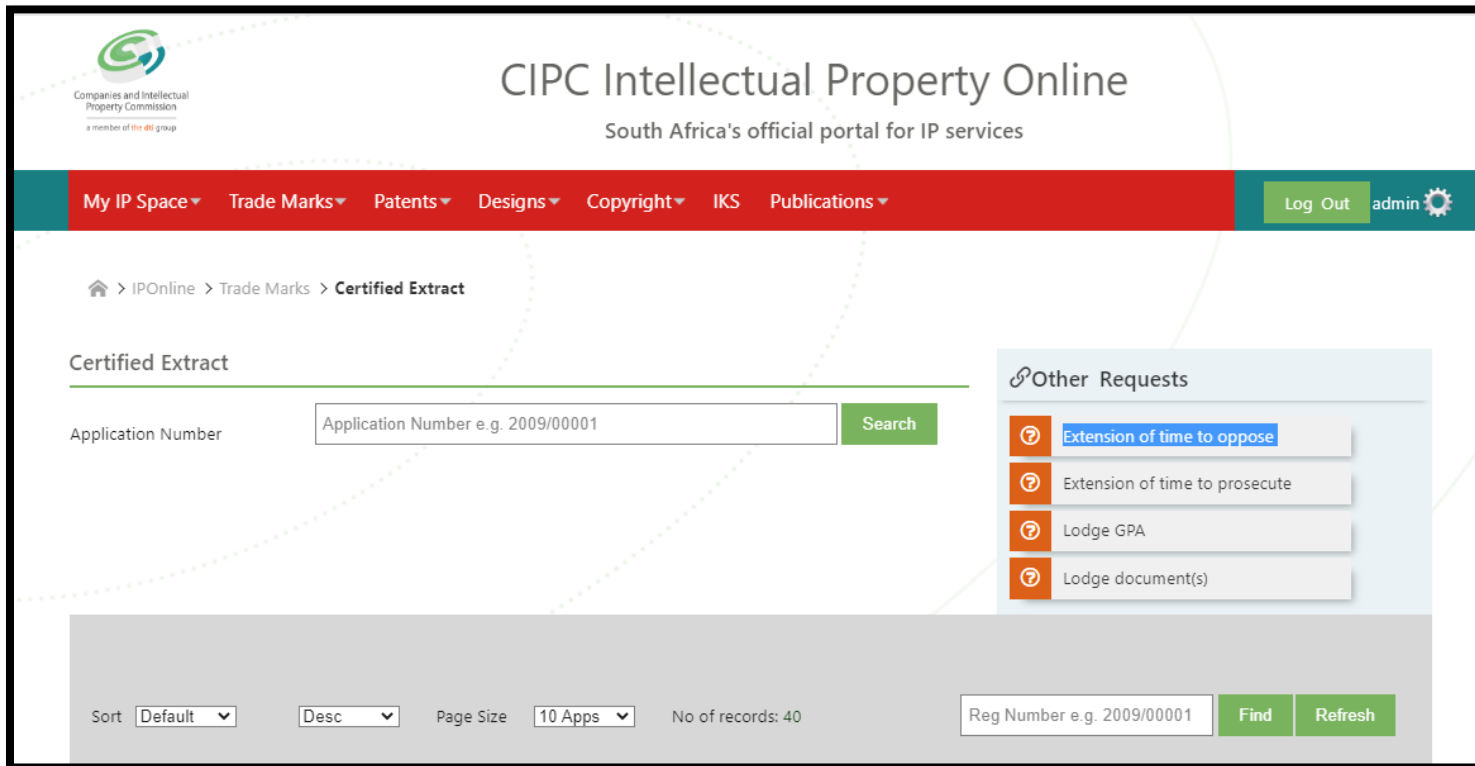 Companies and Intellectual
Property Commission
a member of the dti group
CIPC Intellectual Property Online
South Africa's official portal for IP services
My IP Space Trade Marks Patents Designs Copyright IKS Publications
Log Out admin
> IPOnline > Trade Marks > Certified Extract
Certified Extract
Application Number Application Number e.g. 2009/00001 Search
Other Requests
Extension of time to oppose
Extension of time to prosecute
Lodge GPA
Lodge document(s)
Sort Default Desc Page Size 10 Apps No of records: 40 Reg Number e.g. 2009/00001 Find Refresh